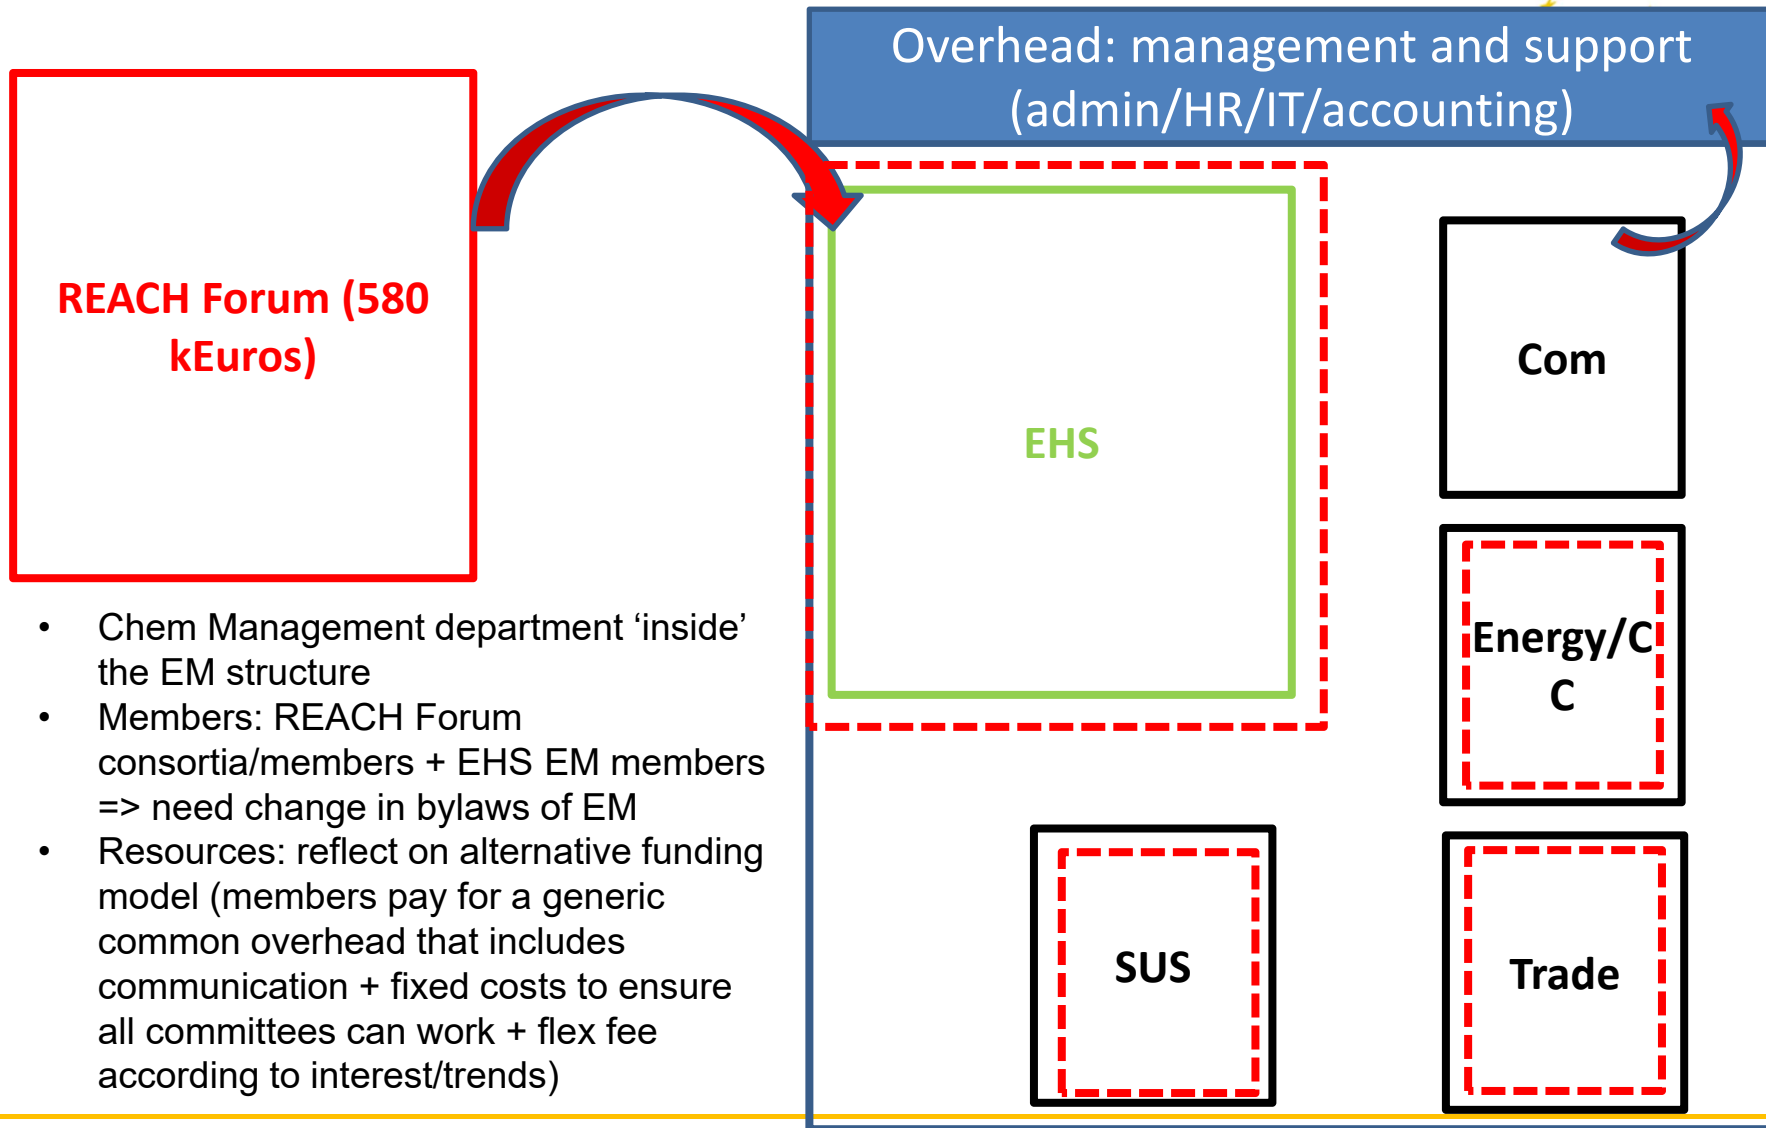 Overhead: management and support
(admin/HR/IT/accounting)
REACH Forum (580
kEuros)
EHS
Com
Energy/C
C
SUS
Trade
• Chem Management department ‘inside’
the EM structure
• Members: REACH Forum
consortia/members + EHS EM members
=> need change in bylaws of EM
• Resources: reflect on alternative funding
model (members pay for a generic
common overhead that includes
communication + fixed costs to ensure
all committees can work + flex fee
according to interest/trends)